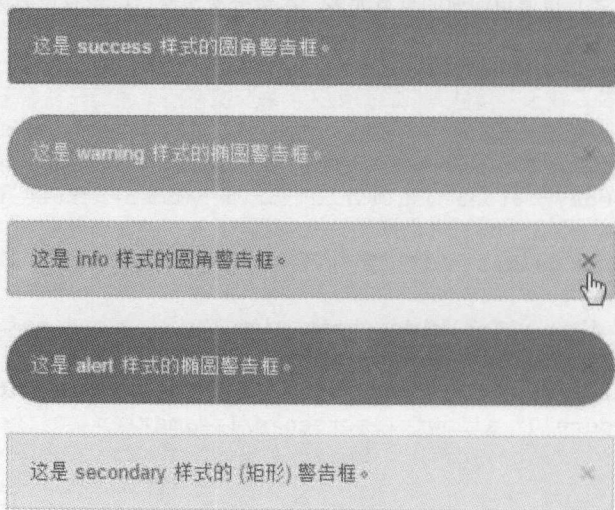 这是 success 样式的圆角警告框。
这是 warning 样式的椭圆警告框。
这是 info 样式的圆角警告框。
这是 alert 样式的椭圆警告框。
这是 secondary 样式的 (矩形) 警告框。